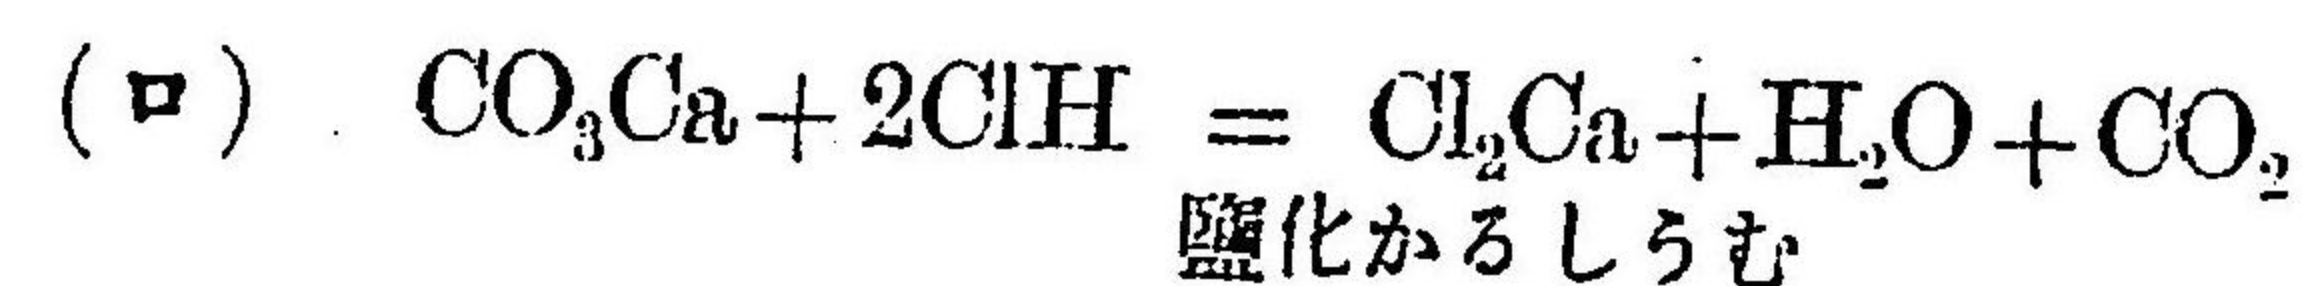 (ロ) CO₃Ca+2ClH = Cl₂Ca+H₂O+CO₂
鹽化かるしうむ